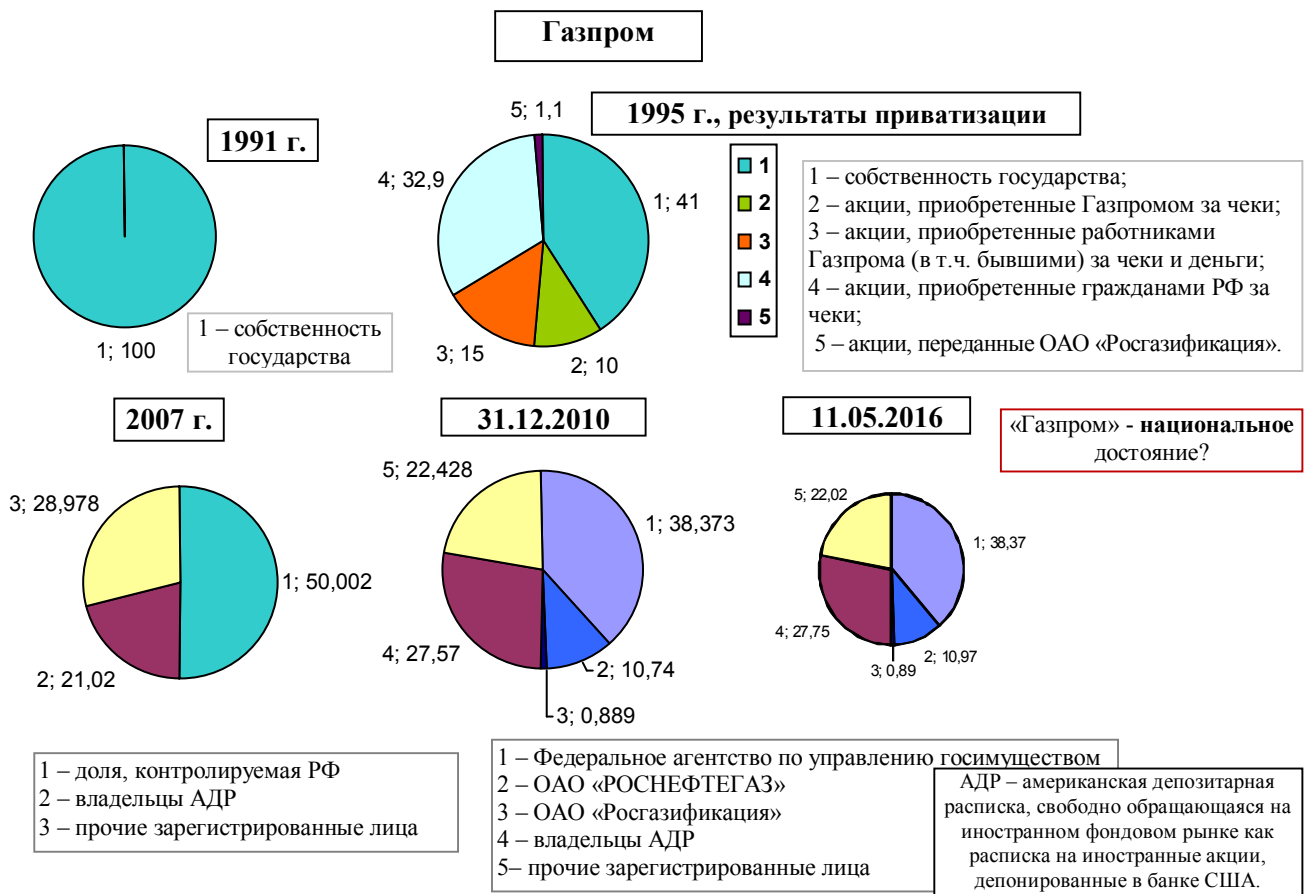 Газпром
1991 г.
1; 100
1 – собственность
государства
1995 г., результаты приватизации
5; 1,1
4; 32,9
1; 41
3; 15
2; 10
1
2
3
4
5
1 – собственность государства;
2 – акции, приобретенные Газпромом за чеки;
3 – акции, приобретенные работниками
Газпрома (в т.ч. бывшими) за чеки и деньги;
4 – акции, приобретенные гражданами РФ за
чеки;
5 – акции, переданные ОАО «Росгазификация».
2007 г.
3; 28,978
1; 50,002
2; 21,02
31.12.2010
5; 22,428
1; 38,373
4; 27,57
2; 10,74
3; 0,889
11.05.2016
5; 22,02
1; 38,37
4; 27,75
2; 10,97
3; 0,89
«Газпром» - национальное
достояние?
1 – доля, контролируемая РФ
2 – владельцы АДР
3 – прочие зарегистрированные лица
1 – Федеральное агентство по управлению госимуществом
2 – ОАО «РОСНЕФТЕГАЗ»
3 – ОАО «Росгазификация»
4 – владельцы АДР
5– прочие зарегистрированные лица
АДР – американская депозитарная
расписка, свободно обращающаяся на
иностранном фондовом рынке как
расписка на иностранные акции,
депонированные в банке США.